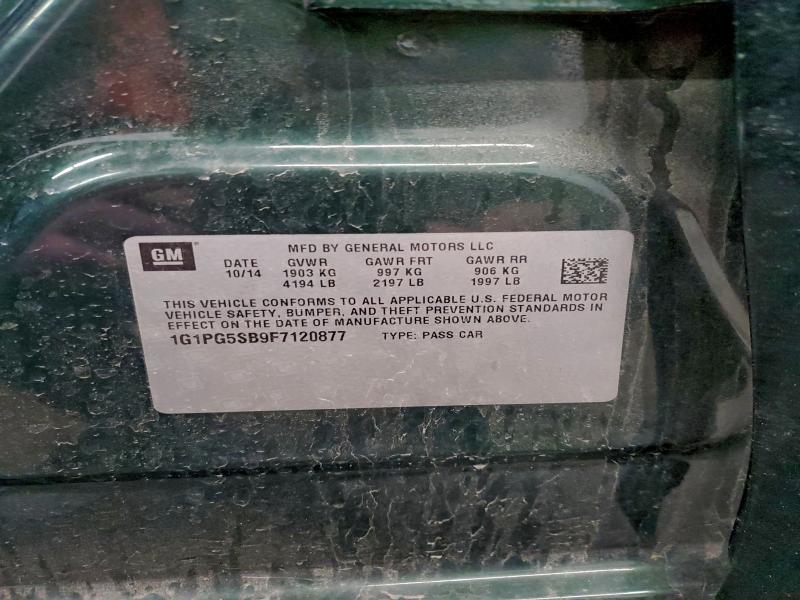 GM
MFD BY GENERAL MOTORS LLC
DATE GVWR GAWR FRT GAWR RR
10/14 1903 KG 997 KG 906 KG
4194 LB 2197 LB 1997 LB
THIS VEHICLE CONFORMS TO ALL APPLICABLE U.S. FEDERAL MOTOR
VEHICLE SAFETY, BUMPER, AND THEFT PREVENTION STANDARDS IN
EFFECT ON THE DATE OF MANUFACTURE SHOWN ABOVE.
1G1PG5SB9F7120877 TYPE: PASS CAR